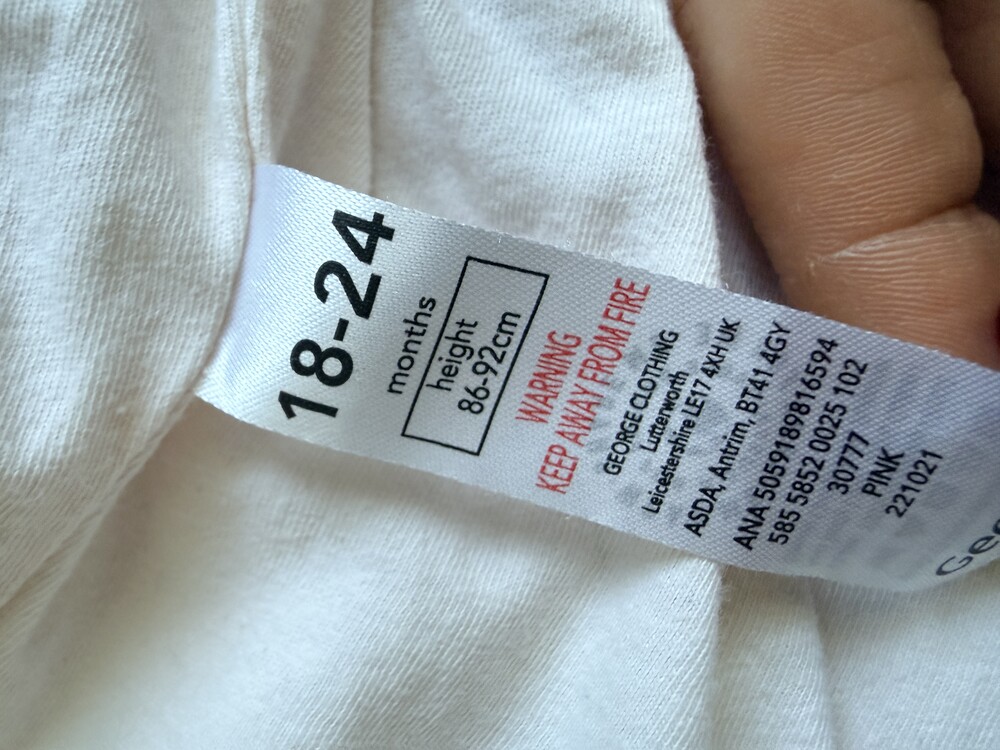 18-24
months
height
86-92cm
WARNING
KEEP AWAY FROM FIRE
GEORGE CLOTHING
Lutterworth
Leicestershire LE17 4XH UK
ASDA, Antrim, BT41 4GY
ANA 5059189816594
585 5852 0025 102
30777
PINK
221021